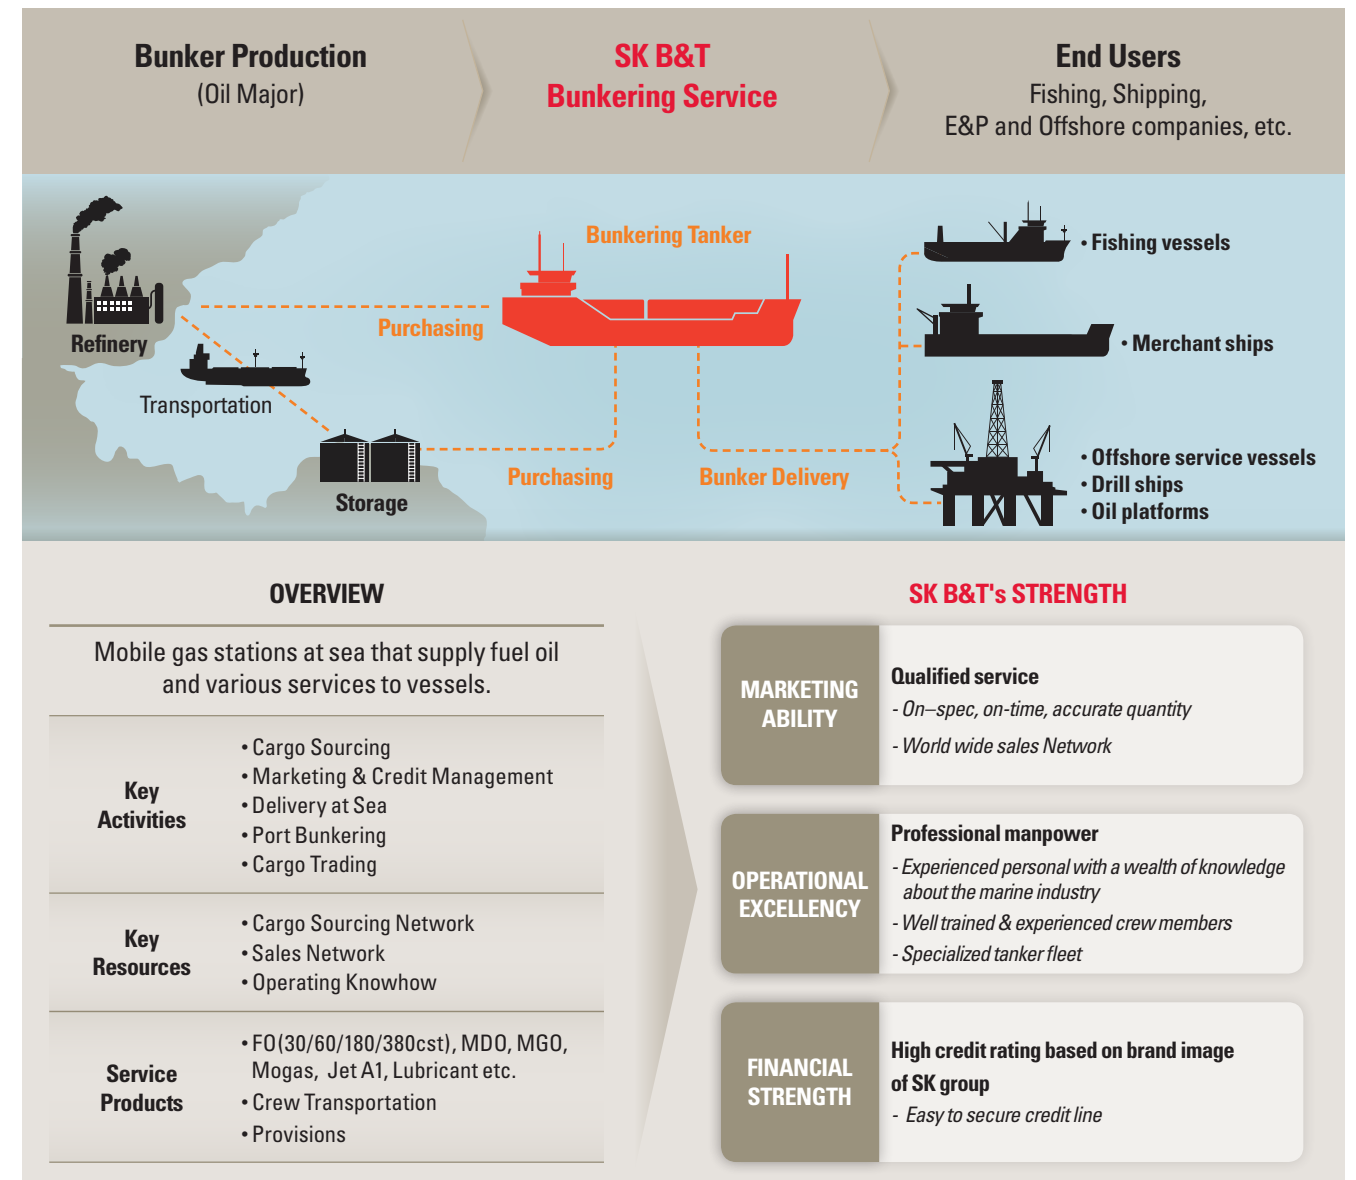 Bunker Production
(Oil Major)
SK B&T
Bunkering Service
End Users
Fishing, Shipping,
E&P and Offshore companies, etc.
Refinery
Transportation
Storage
Purchasing
Purchasing
Bunkering Tanker
Bunker Delivery
• Fishing vessels
• Merchant ships
• Offshore service vessels
• Drill ships
• Oil platforms
OVERVIEW
Mobile gas stations at sea that supply fuel oil
and various services to vessels.
Key
Activities
• Cargo Sourcing
• Marketing & Credit Management
• Delivery at Sea
• Port Bunkering
• Cargo Trading
Key
Resources
• Cargo Sourcing Network
• Sales Network
• Operating Knowhow
Service
Products
• FO(30/60/180/380cst), MDO, MGO,
Mogas, Jet A1, Lubricant etc.
• Crew Transportation
• Provisions
SK B&T's STRENGTH
MARKETING
ABILITY
Qualified service
- On–spec, on-time, accurate quantity
- World wide sales Network
OPERATIONAL
EXCELLENCY
Professional manpower
- Experienced personal with a wealth of knowledge
about the marine industry
- Well trained & experienced crew members
- Specialized tanker fleet
FINANCIAL
STRENGTH
High credit rating based on brand image
of SK group
- Easy to secure credit line